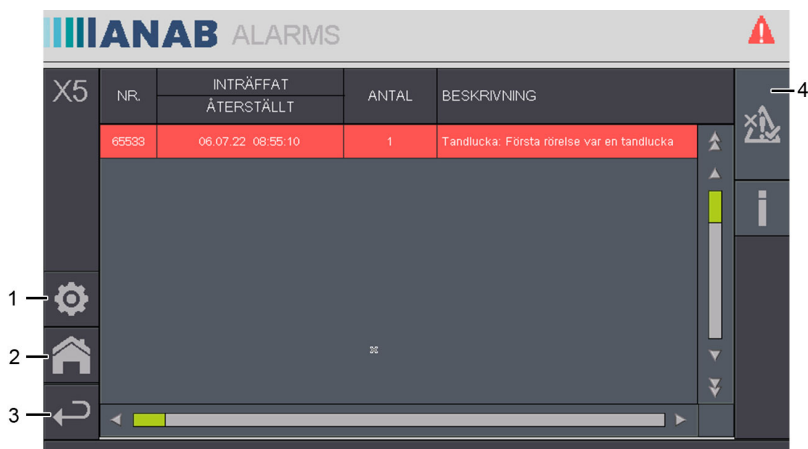 ANAB ALARMS
X5
NR.
INTRÄFFAT
ÅTERSTÄLLT
ANTAL
BESKRIVNING
65533 06.07.22 08:55:10 1 Tandlucka: Första rörelse var en tandlucka
1
2
3
4